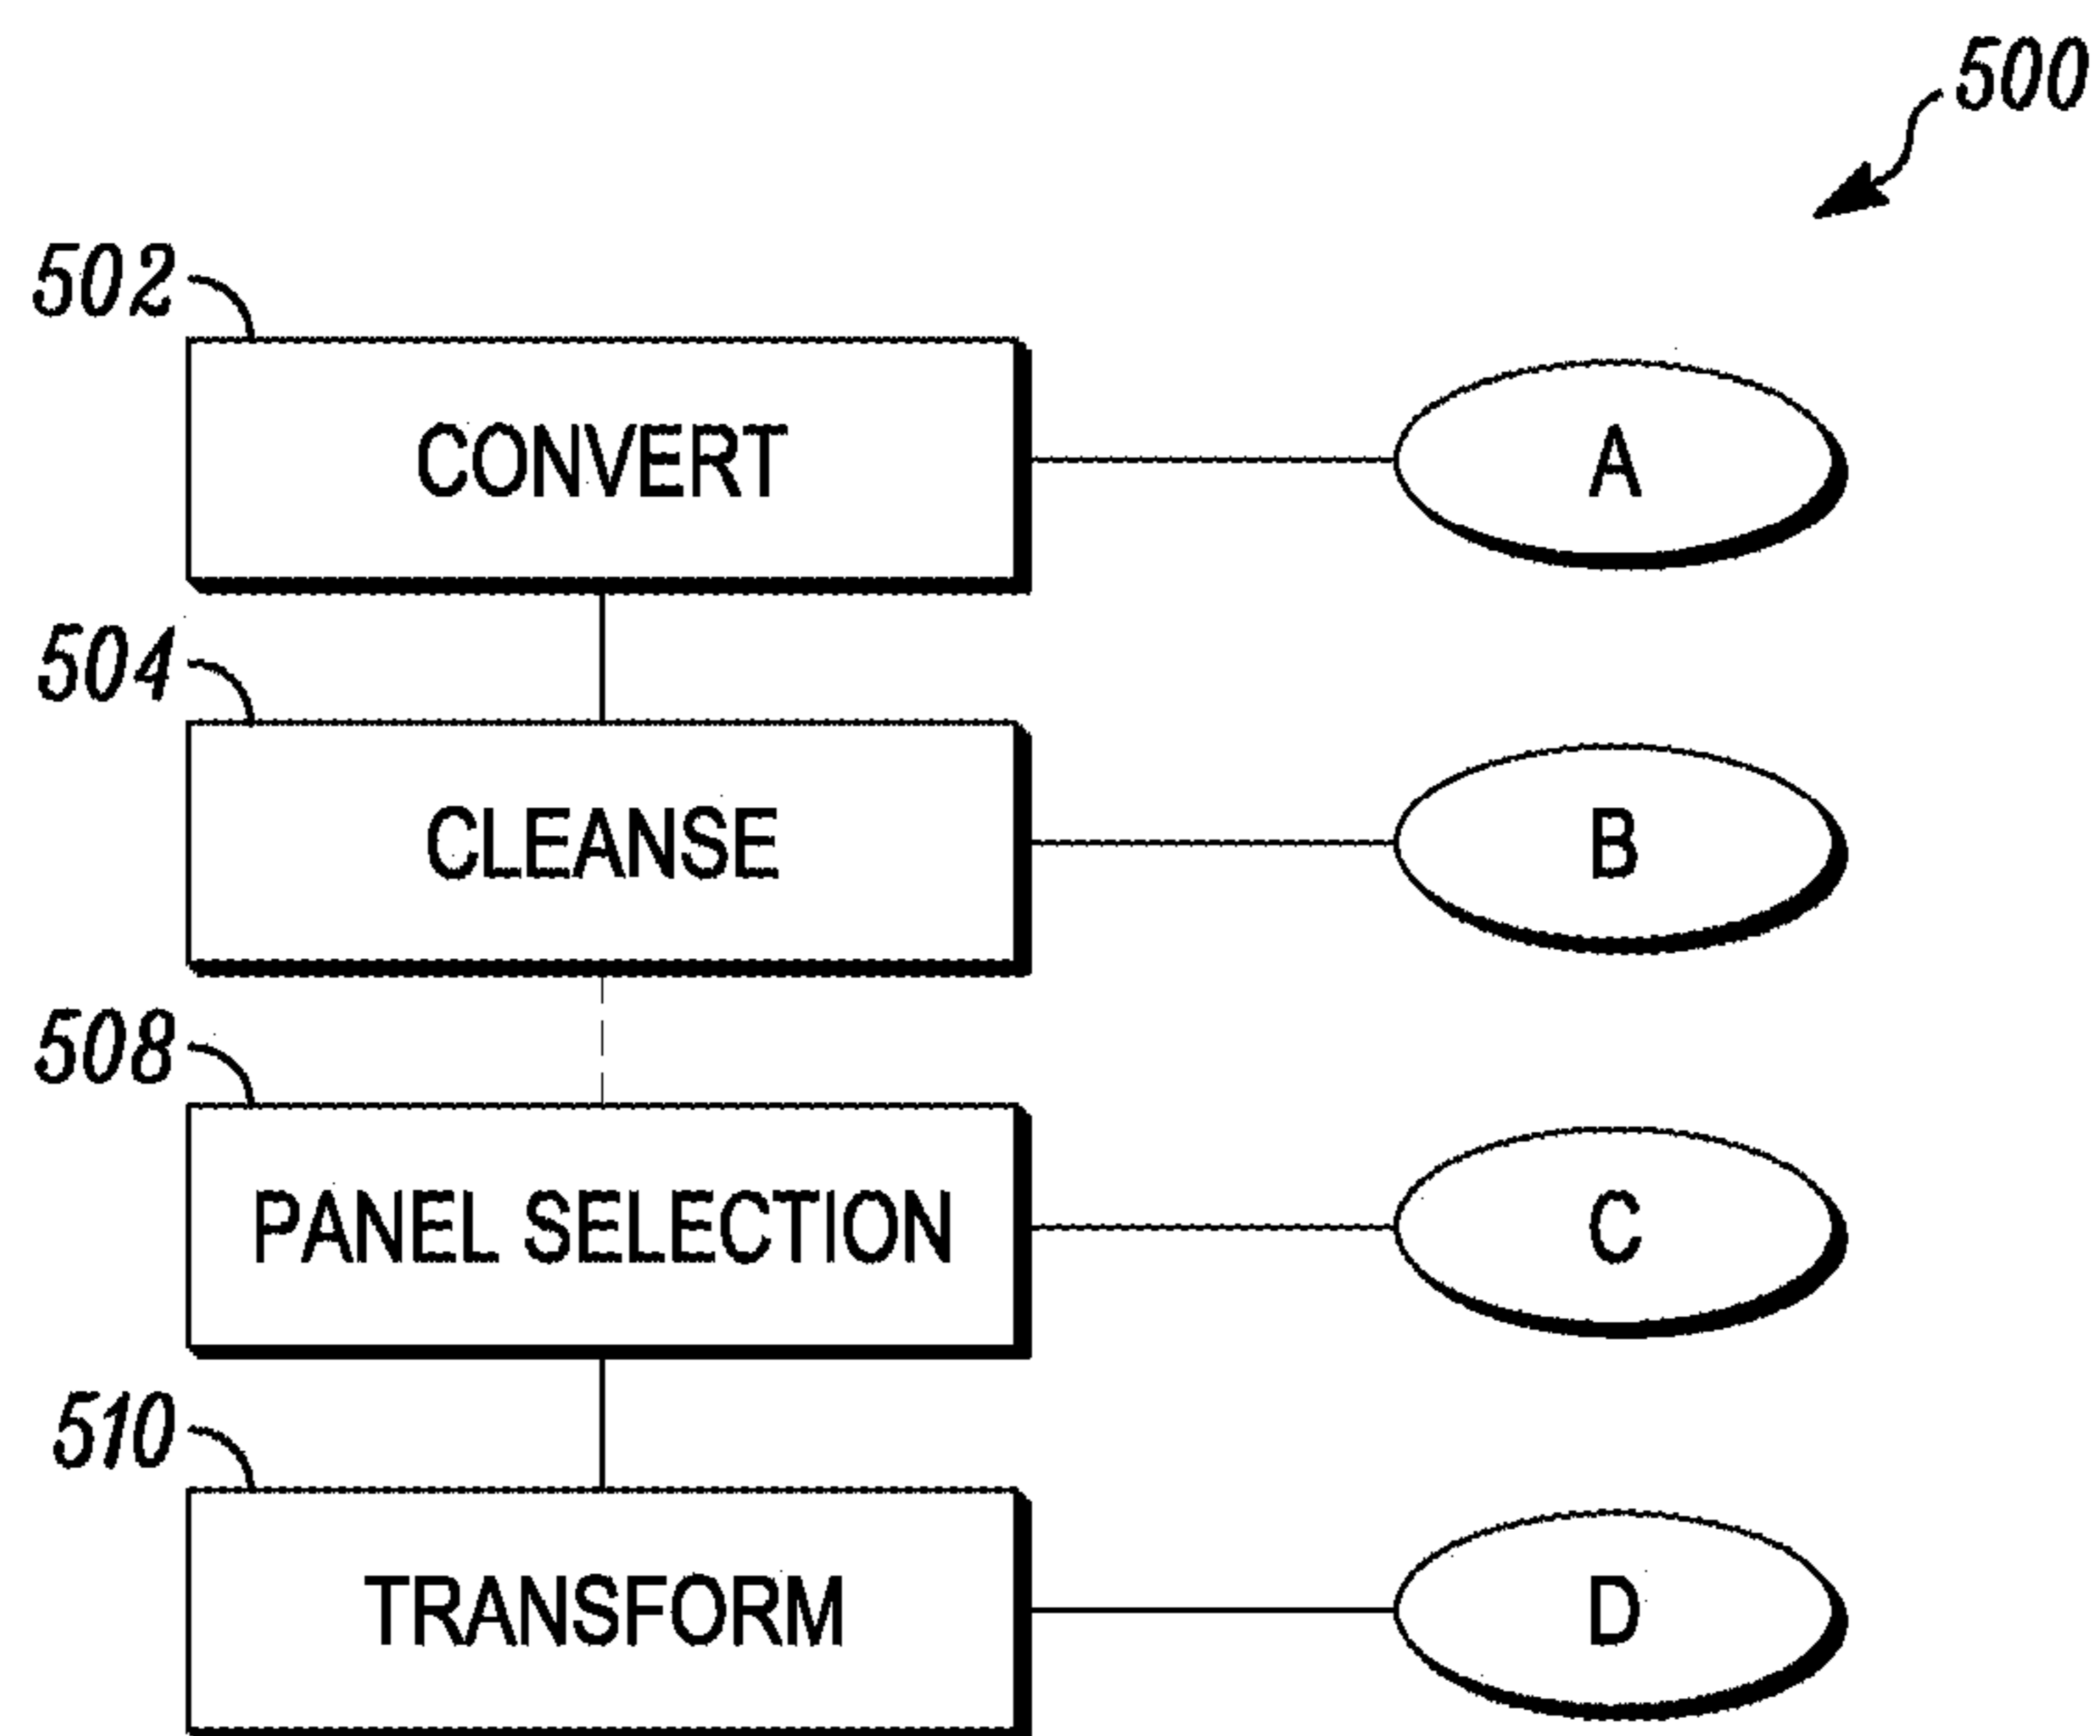 500
502
CONVERT
A
504
CLEANSE
B
508
PANEL SELECTION
C
510
TRANSFORM
D